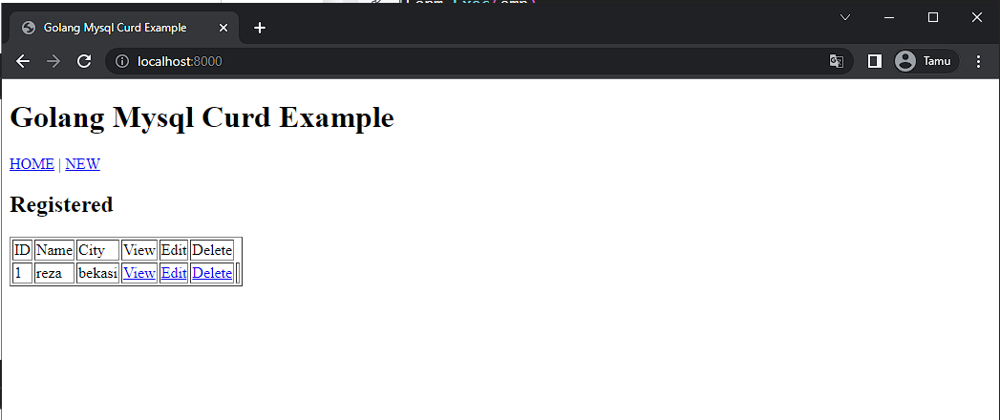 Golang Mysql Curd Example
localhost:8000
Tamu
Golang Mysql Curd Example
HOME | NEW
Registered
ID Name City View Edit Delete
1 reza bekasi View Edit Delete